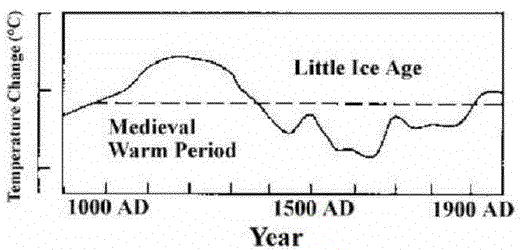 Temperature Change (°C)
Little Ice Age
Medieval
Warm Period
1000 AD
1500 AD
1900 AD
Year